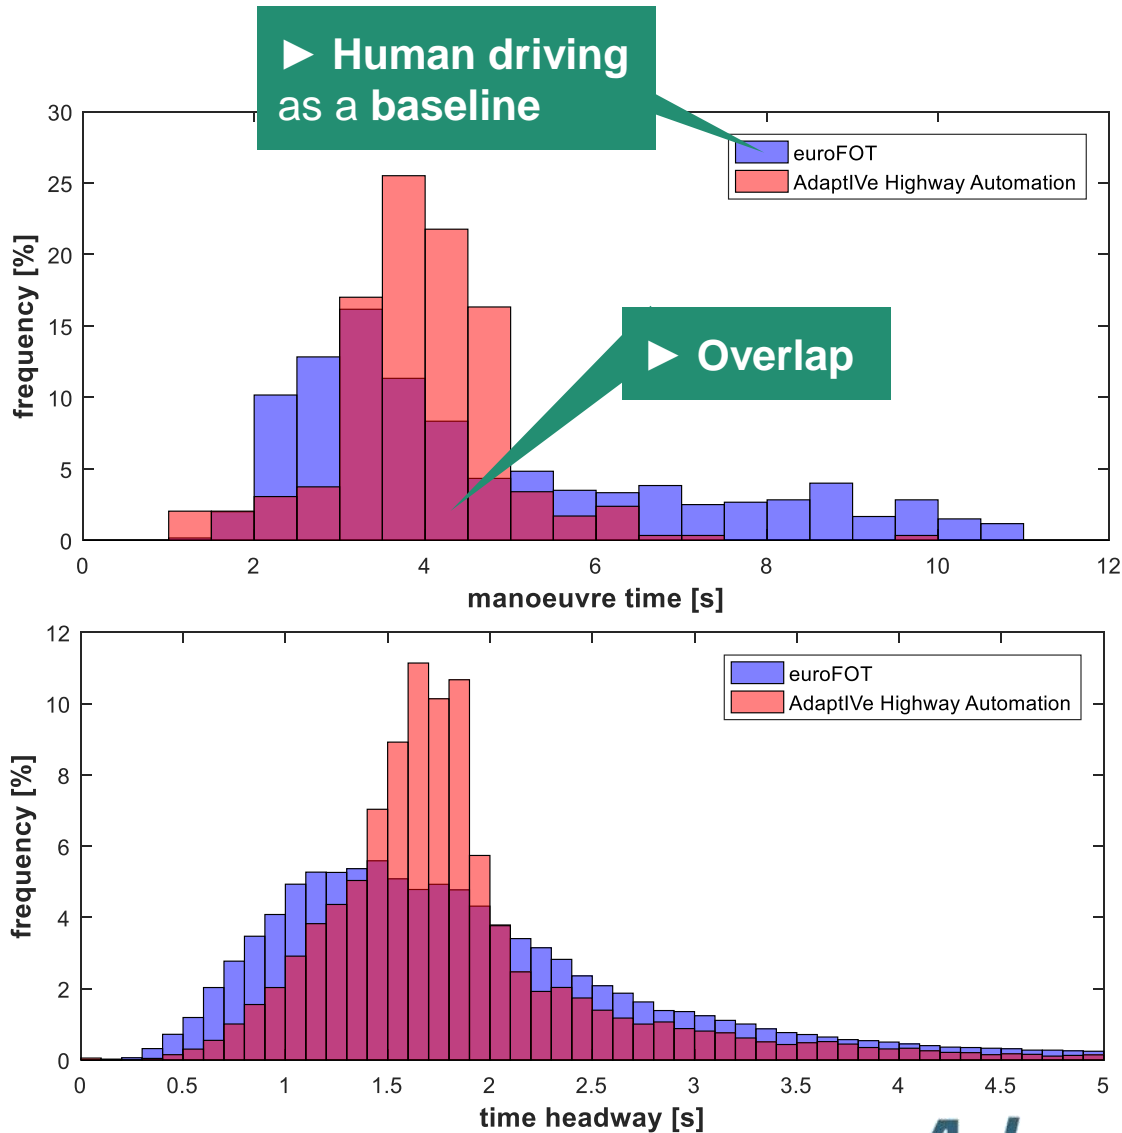 ► Human driving
as a baseline
30
25
20
15
10
5
0
frequency [%]
euroFOT
AdaptIVe Highway Automation
► Overlap
0 2 4 6 8 10 12
manoeuvre time [s]
12
10
8
6
4
2
0
frequency [%]
euroFOT
AdaptIVe Highway Automation
0 0.5 1 1.5 2 2.5 3 3.5 4 4.5 5
time headway [s]